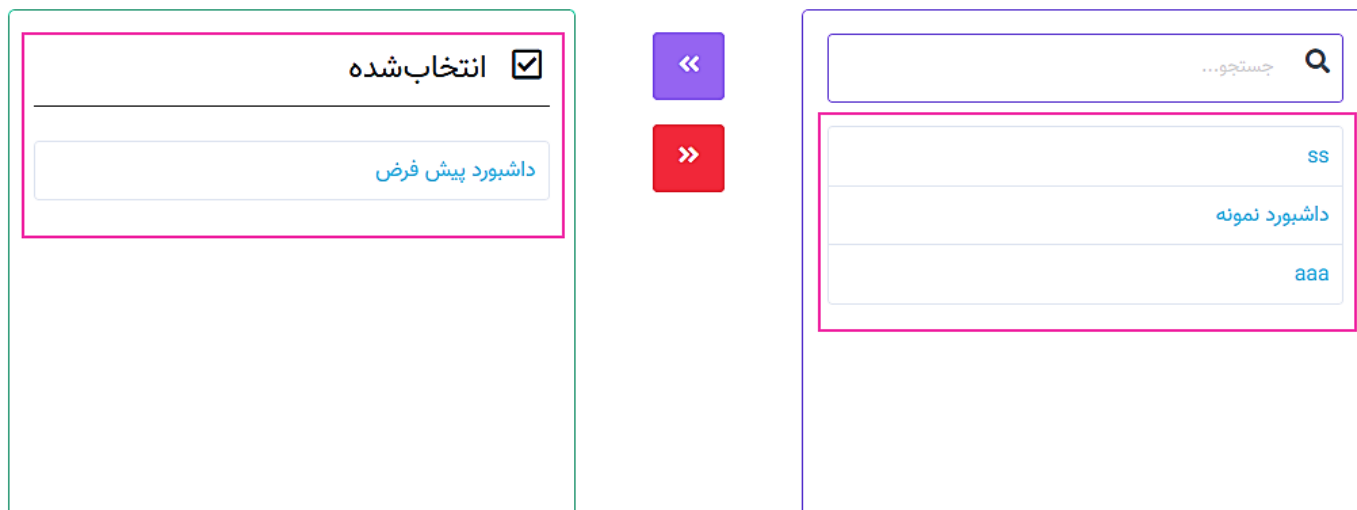 جستجو...
ss
داشبورد نمونه
aaa
انتخاب‌شده
داشبورد پیش فرض